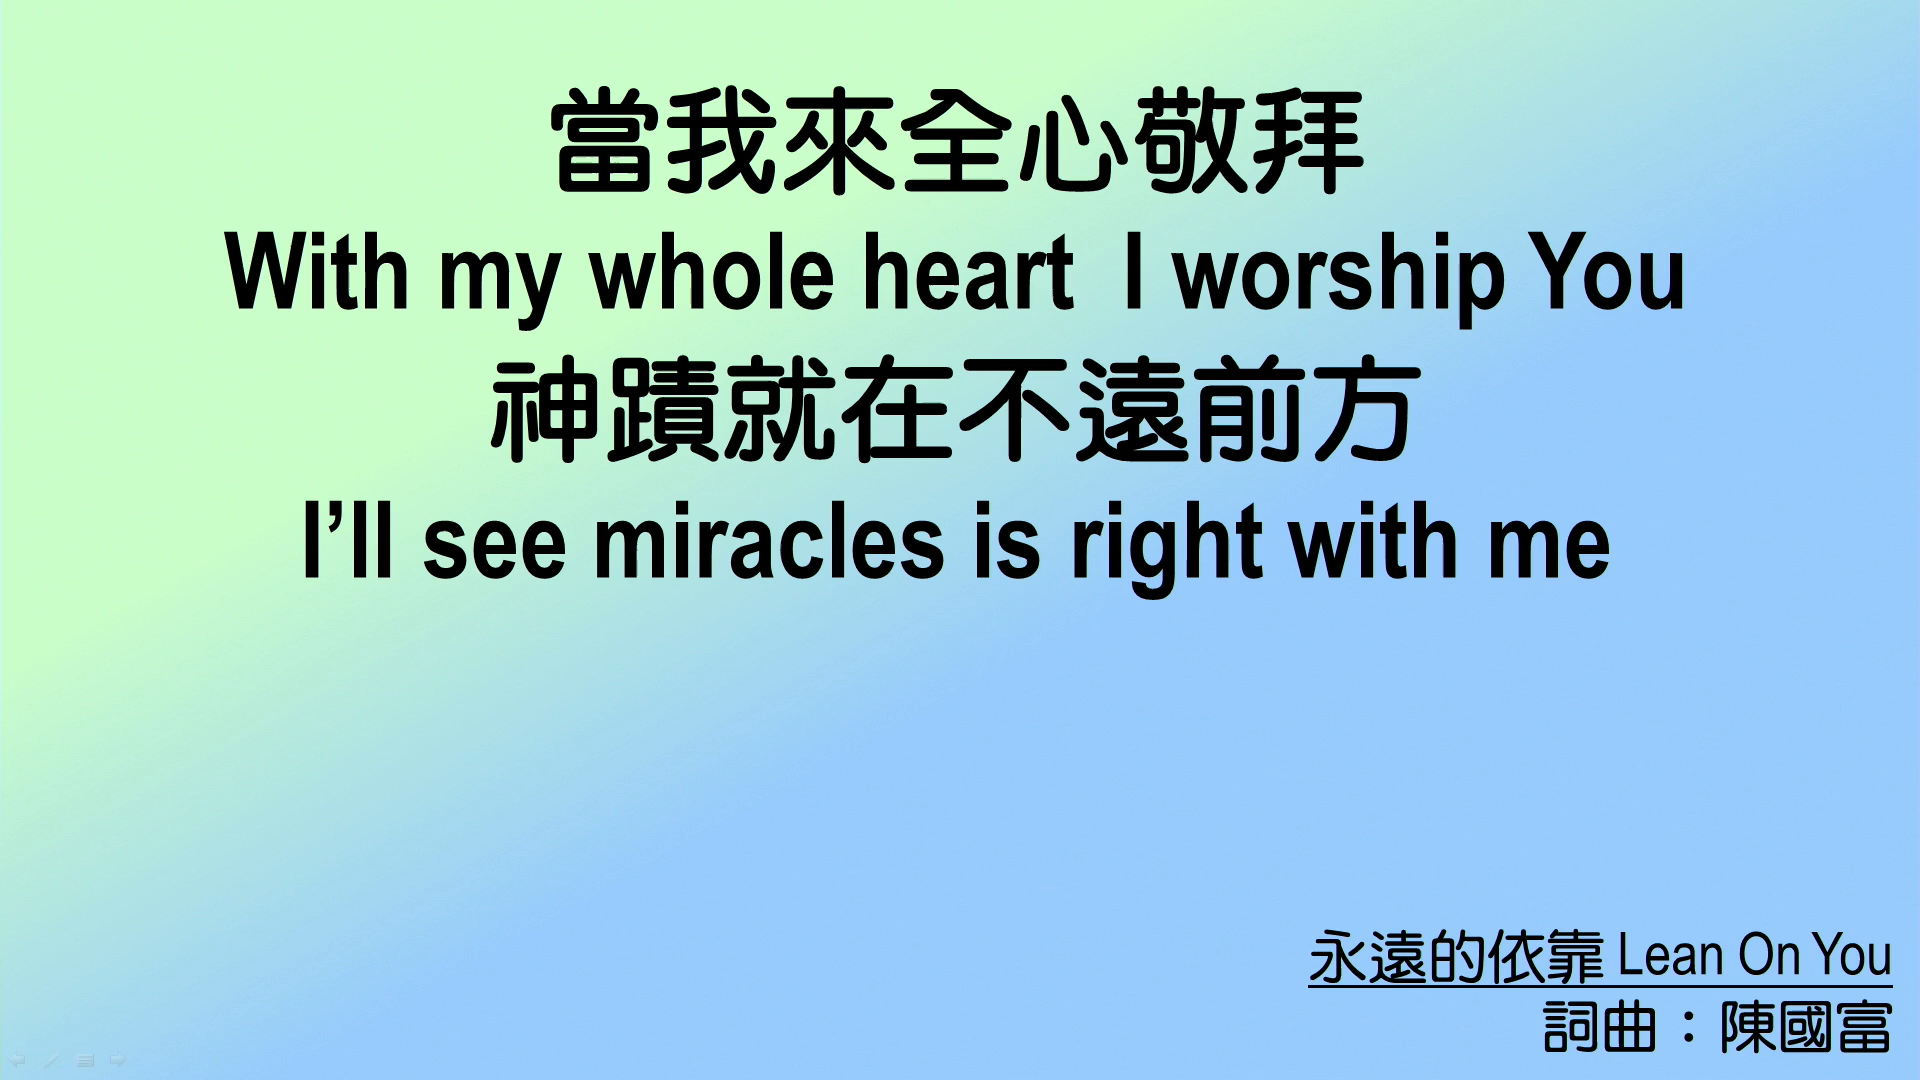 當我來全心敬拜
With my whole heart  I worship You
神蹟就在不遠前方
I’ll see miracles is right with me
永遠的依靠 Lean On You
詞曲：陳國富